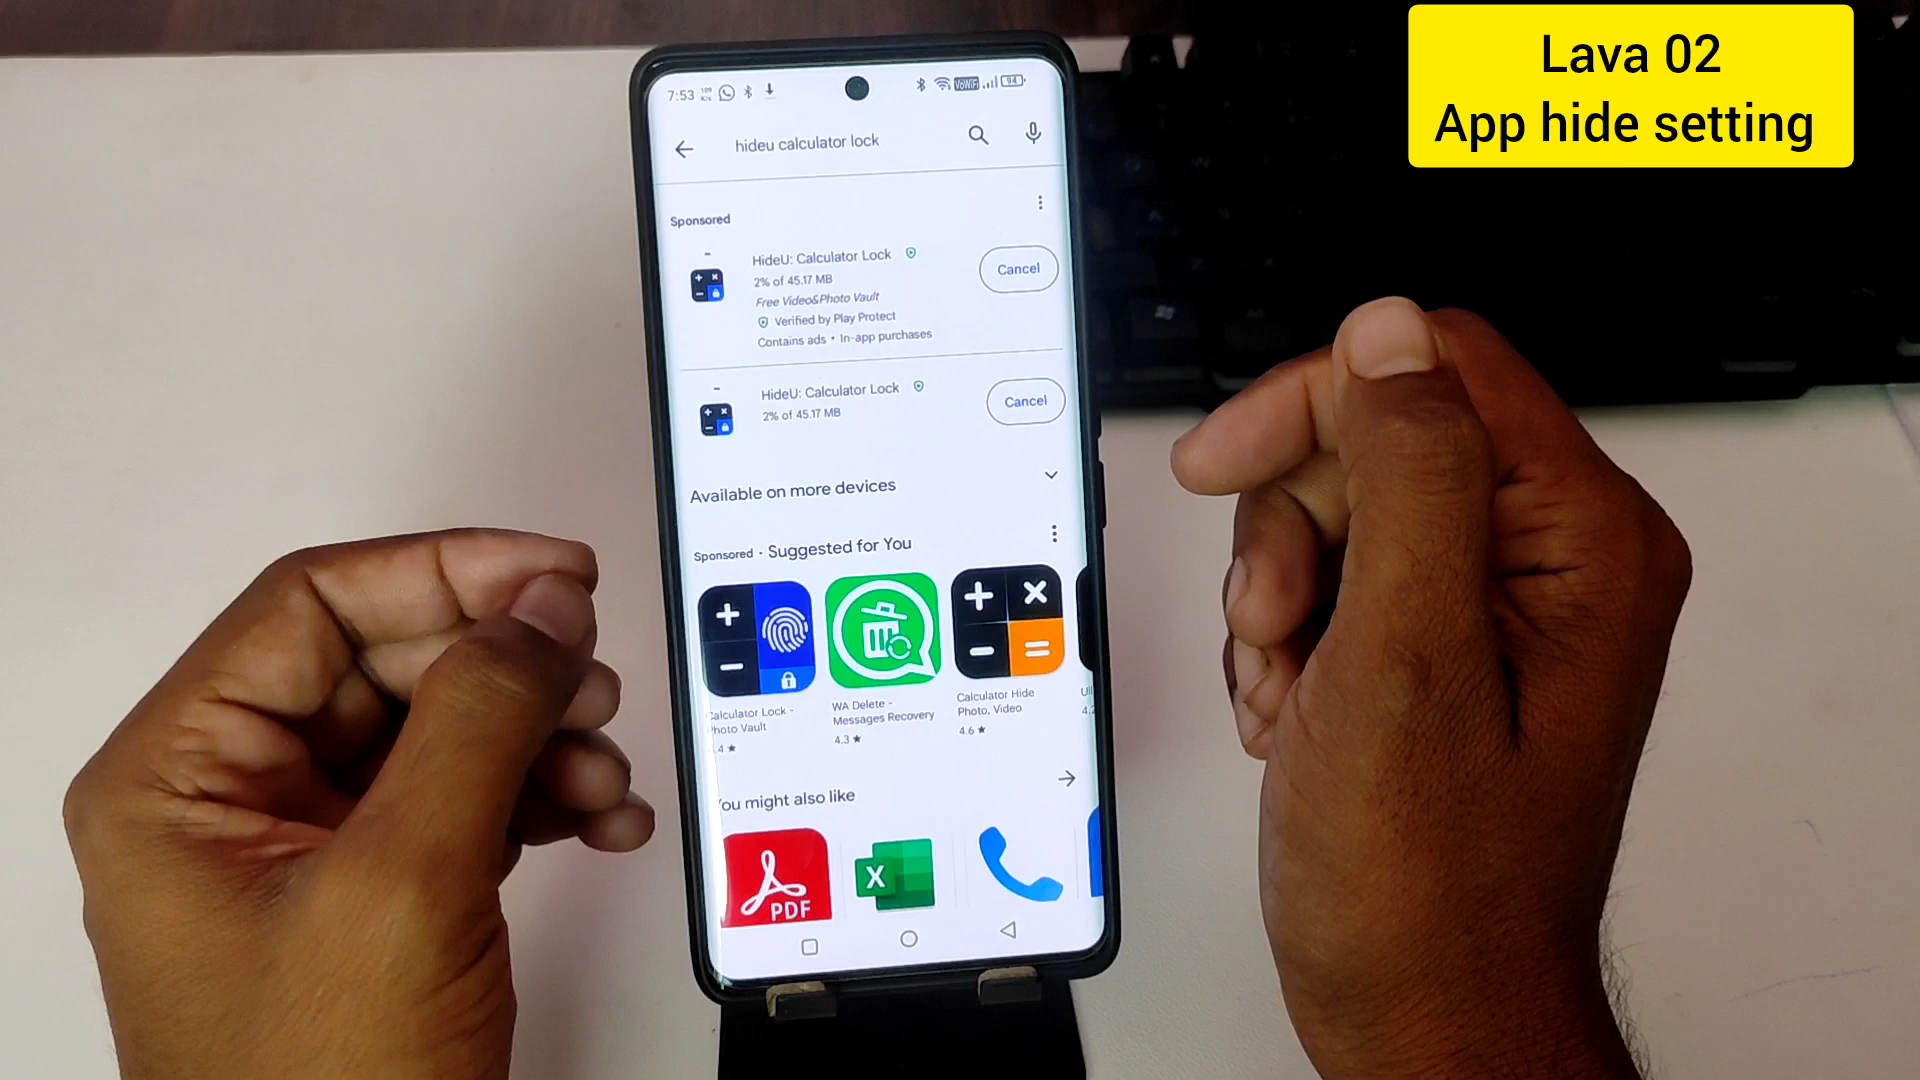 Lava 02
App hide setting
7:53
VoWiFi
94
hideu calculator lock
Sponsored
HideU: Calculator Lock
2% of 45.17 MB
Free Video&Photo Vault
Verified by Play Protect
Contains ads • In-app purchases
Cancel
HideU: Calculator Lock
2% of 45.17 MB
Cancel
Available on more devices
Sponsored · Suggested for You
Calculator Lock -
Photo Vault
WA Delete -
Messages Recovery
4.3 ★
Calculator Hide
Photo, Video
4.6 ★
You might also like
PDF
X